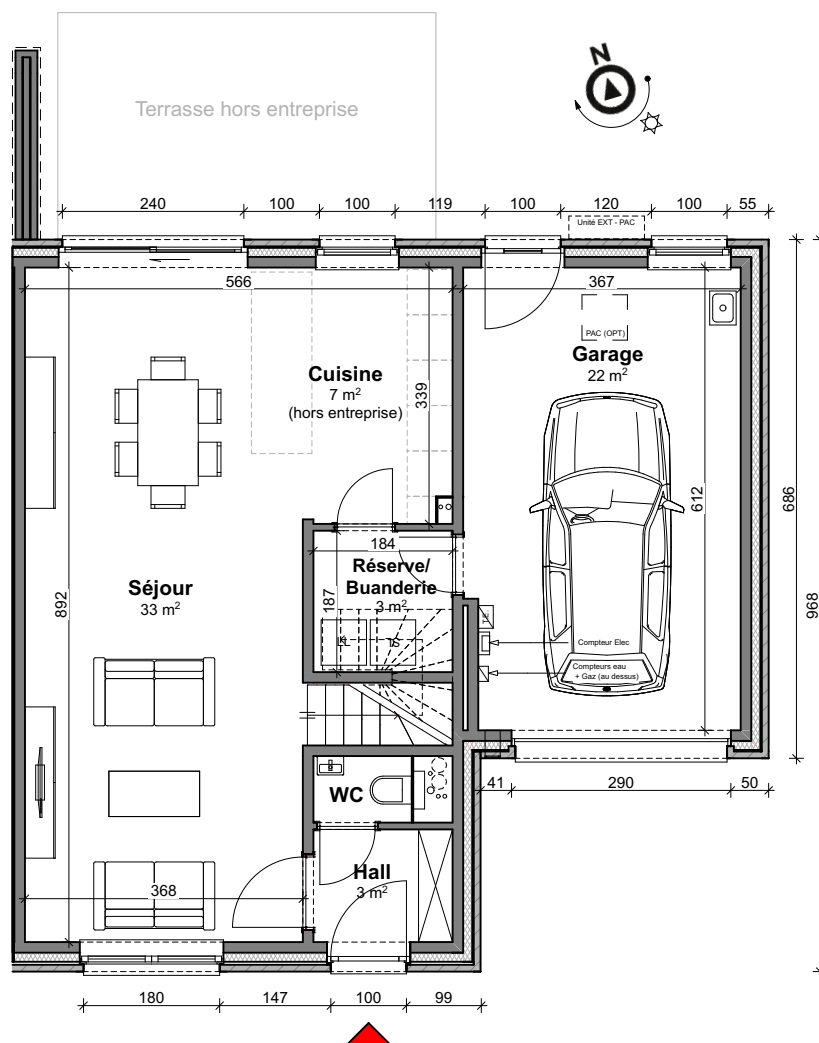 N
Terrasse hors entreprise
240
100
100
119
100
120
100
55
Unité EXT - PAC
566
367
PAC (OPT)
Garage
22 m²
Cuisine
7 m²
(hors entreprise)
339
612
686
968
184
Réserve/
Buanderie
3 m²
187
Séjour
33 m²
892
LL
TS
T.E
Compteur Elec
Compteurs eau
+ Gaz (au dessus)
WC
41
290
50
Hall
3 m²
368
180
147
100
99